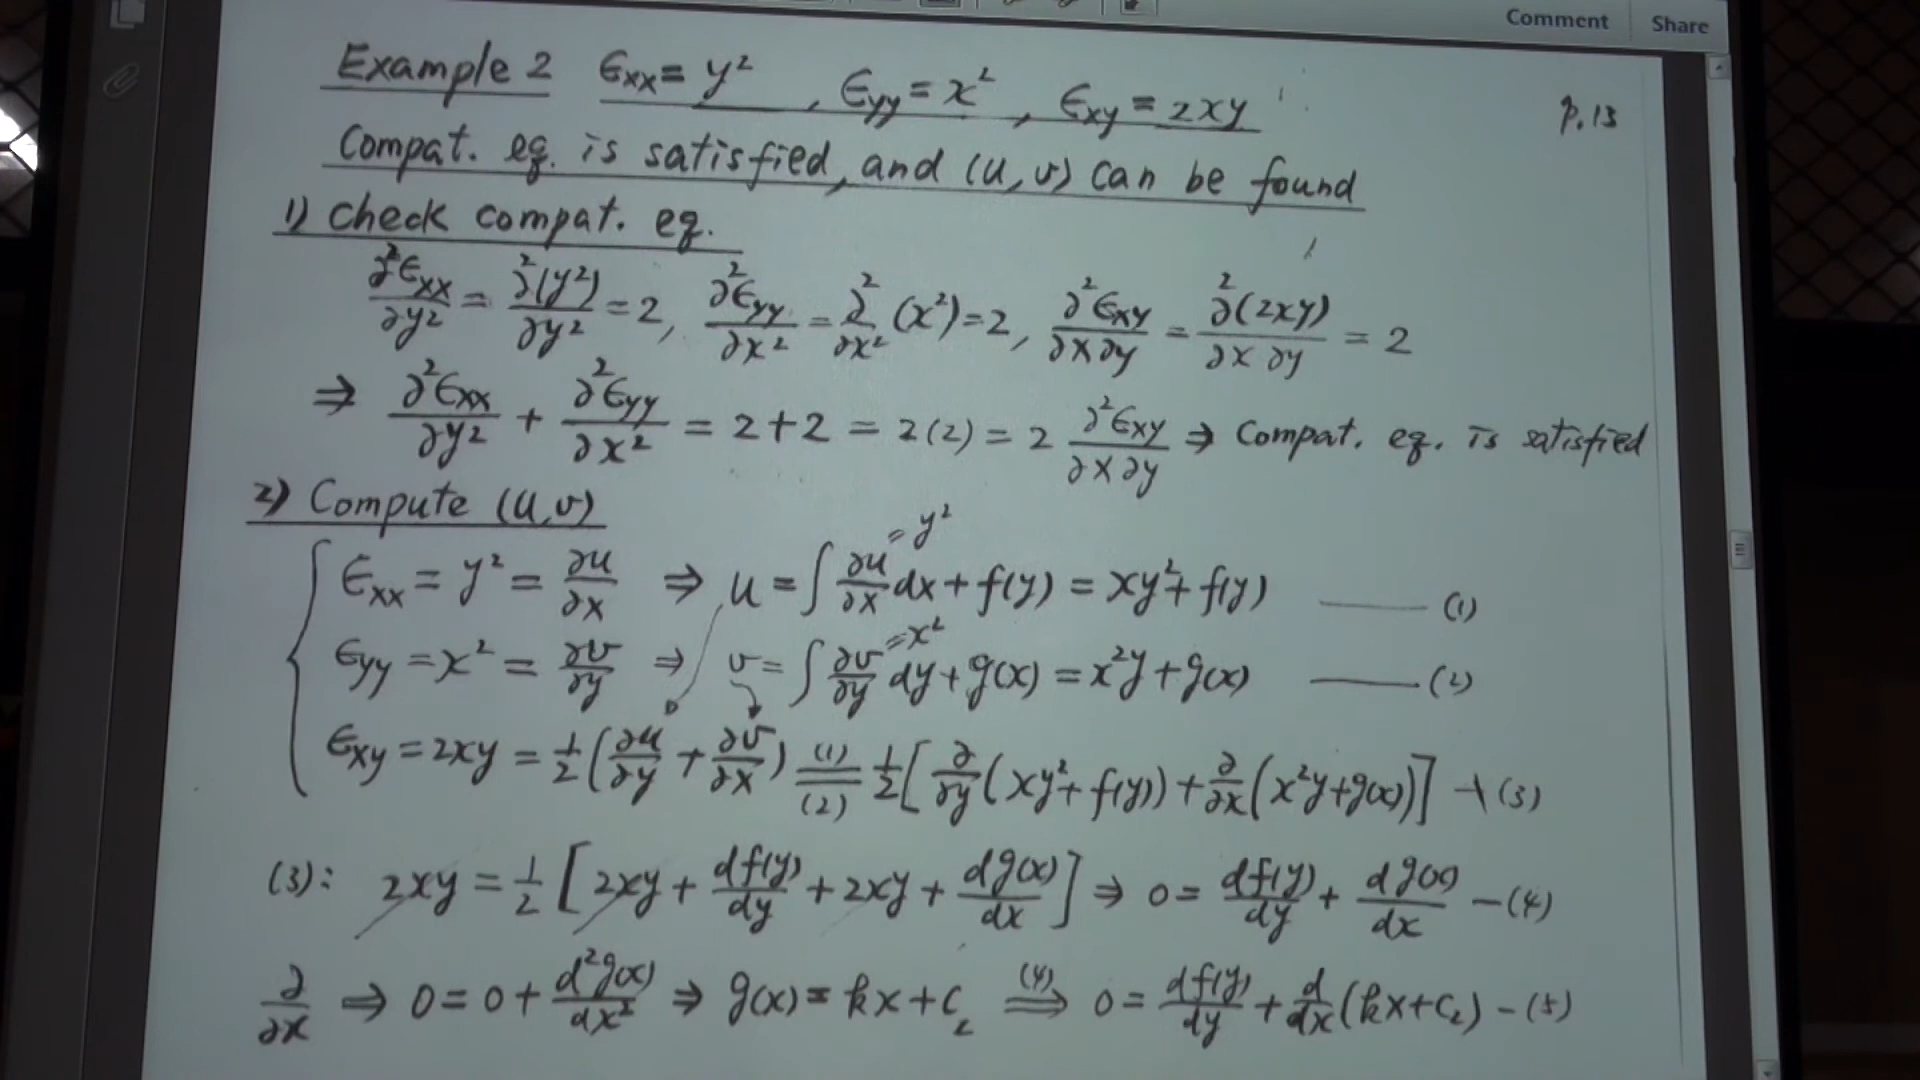 Comment Share
Example 2 ϵxx = y², ϵyy = x², ϵxy = 2xy p.13
Compat. eq. is satisfied, and (u, v) can be found
1) Check compat. eq.
∂²ϵxx/∂y² = ∂²(y²)/∂y² = 2, ∂²ϵyy/∂x² = ∂²/∂x² (x²) = 2, ∂²ϵxy/∂x∂y = ∂²(2xy)/∂x∂y = 2
⇒ ∂²ϵxx/∂y² + ∂²ϵyy/∂x² = 2+2 = 2(2) = 2 ∂²ϵxy/∂x∂y ⇒ Compat. eq. is satisfied
2) Compute (u,v)
= y²
ϵxx = y² = ∂u/∂x ⇒ u = ∫ ∂u/∂x dx + f(y) = xy² + f(y) —— (1)
= x²
ϵyy = x² = ∂v/∂y ⇒ v = ∫ ∂v/∂y dy + g(x) = x²y + g(x) —— (2)
ϵxy = 2xy = 1/2 (∂u/∂y + ∂v/∂x) (1) = (2) 1/2 [∂/∂y (xy² + f(y)) + ∂/∂x (x²y + g(x))] — (3)
(3): 2xy = 1/2 [2xy + df(y)/dy + 2xy + dg(x)/dx] ⇒ 0 = df(y)/dy + dg(x)/dx — (4)
∂/∂x ⇒ 0 = 0 + d²g(x)/dx² ⇒ g(x) = kx + C₂ (4) ⇒ 0 = df(y)/dy + d/dx (kx + C₂) — (5)